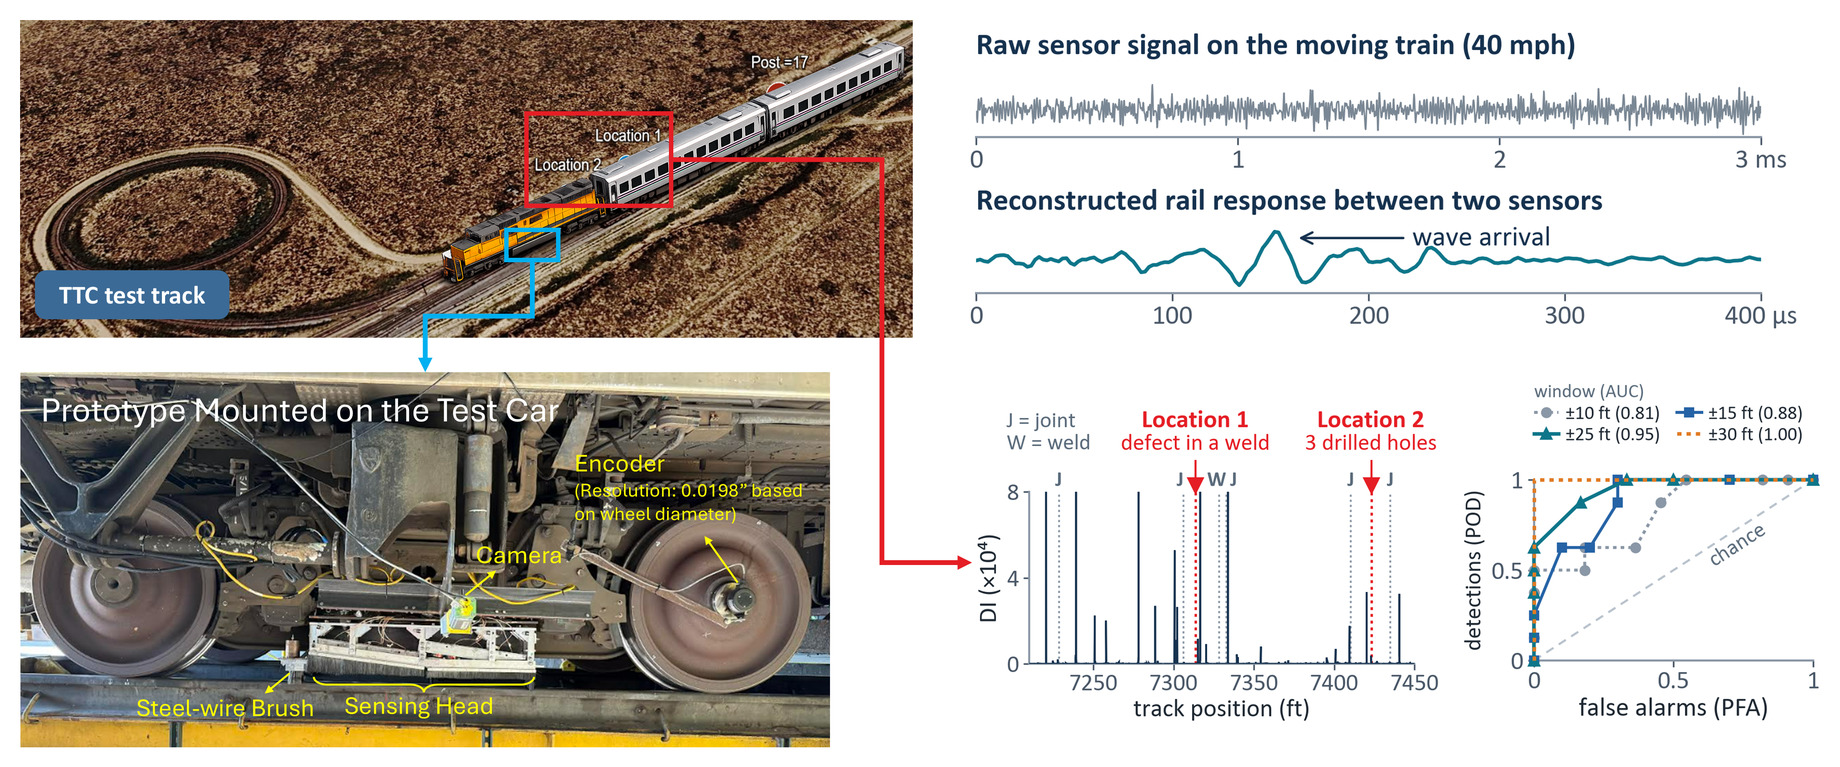 Post =17
Location 1
Location 2
TTC test track
Prototype Mounted on the Test Car
Encoder
(Resolution: 0.0198” based
on wheel diameter)
Camera
Steel-wire Brush
Sensing Head
Raw sensor signal on the moving train (40 mph)
0 1 2 3 ms
Reconstructed rail response between two sensors
wave arrival
0 100 200 300 400 µs
J = joint
W = weld
Location 1
defect in a weld
Location 2
3 drilled holes
J J W J J J
DI (×10⁴)
8
4
0
7250 7300 7350 7400 7450
track position (ft)
window (AUC)
±10 ft (0.81) ±15 ft (0.88)
±25 ft (0.95) ±30 ft (1.00)
detections (POD)
1
0.5
0
chance
0 0.5 1
false alarms (PFA)